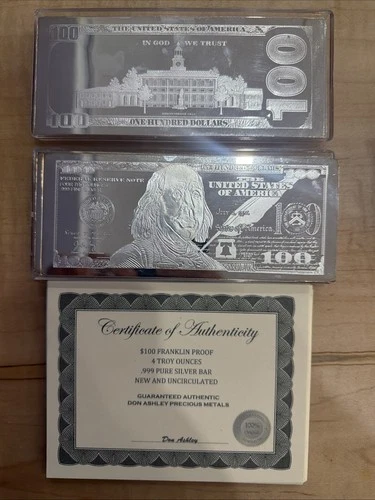 THE UNITED STATES OF AMERICA
100
IN GOD WE TRUST
100
100
ONE HUNDRED DOLLARS
FEDERAL RESERVE NOTE
THE
UNITED STATES
OF AMERICA
100
Certificate of Authenticity
$100 FRANKLIN PROOF
4 TROY OUNCES
.999 PURE SILVER BAR
NEW AND UNCIRCULATED
GUARANTEED AUTHENTIC
DON ASHLEY PRECIOUS METALS
Don Ashley
100%